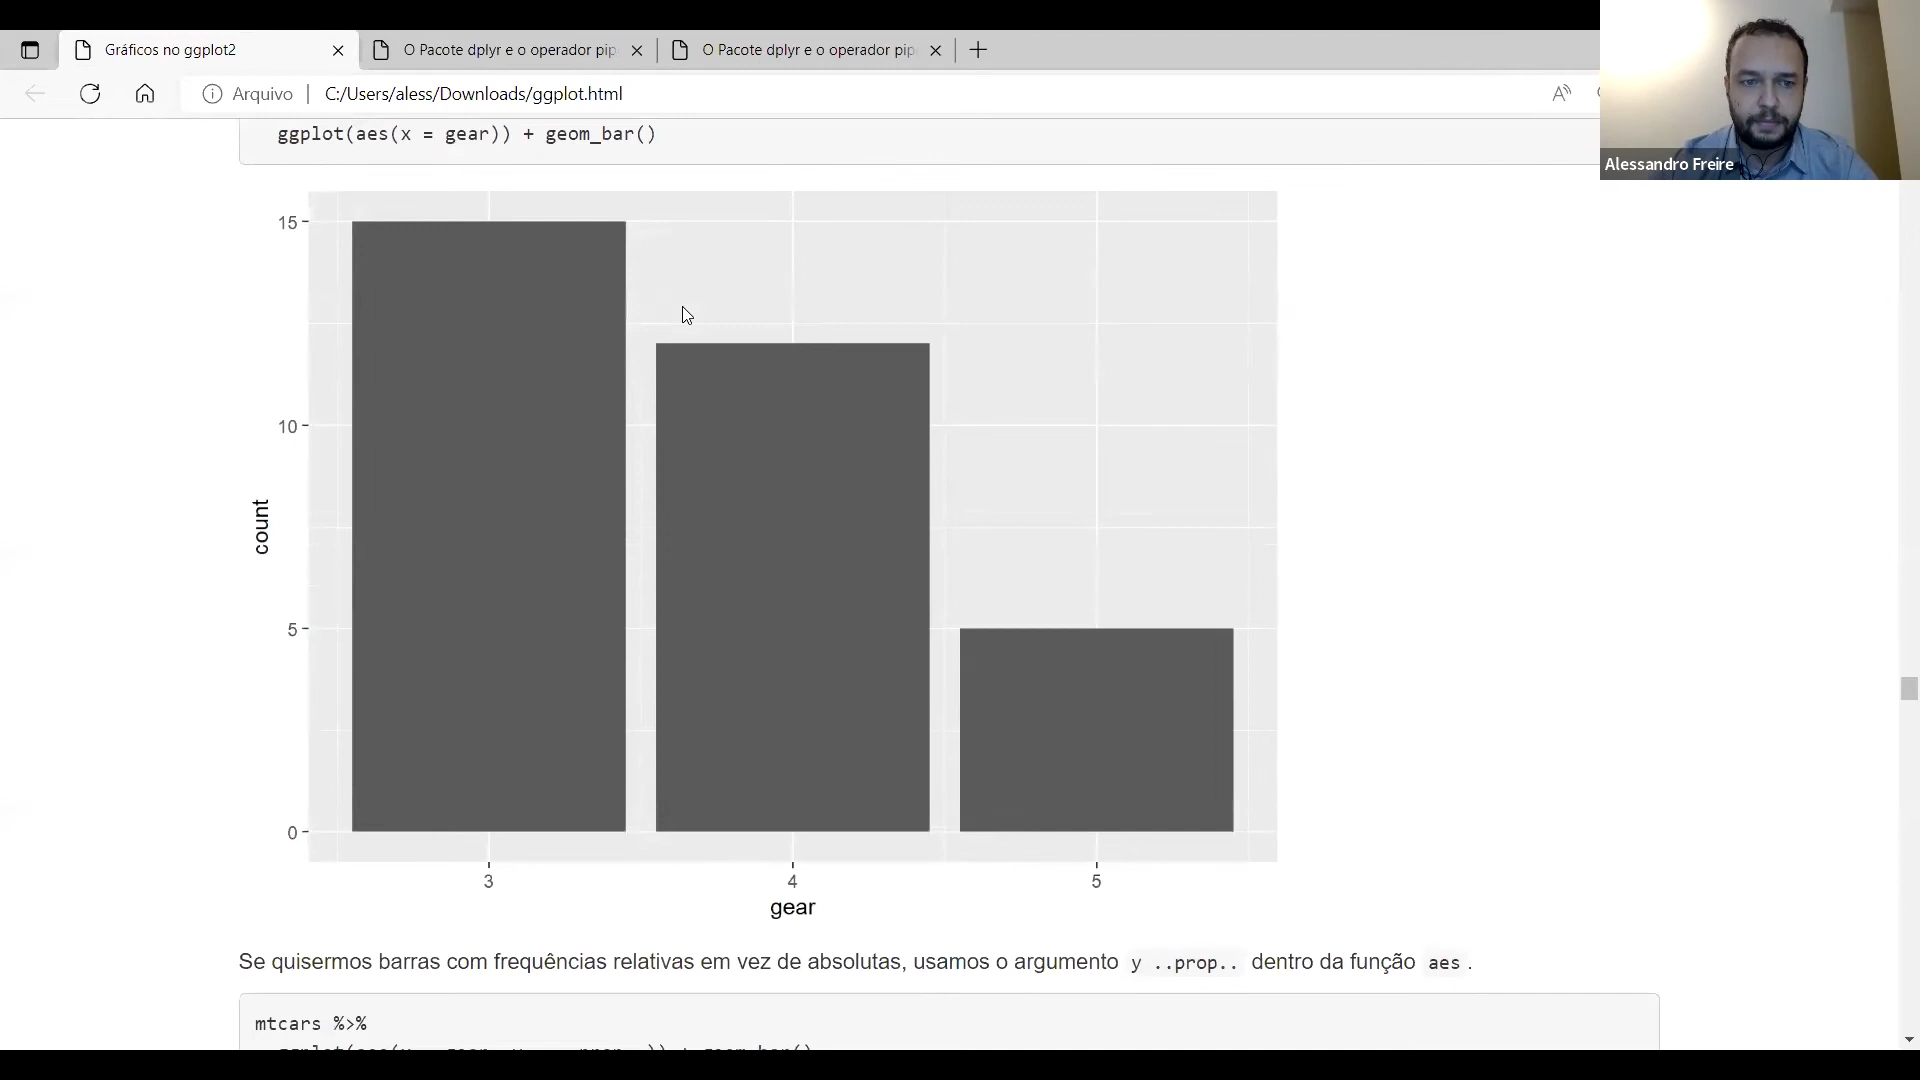 Gráficos no ggplot2
O Pacote dplyr e o operador pip
O Pacote dplyr e o operador pip
Arquivo
C:/Users/aless/Downloads/ggplot.html
Alessandro Freire
ggplot(aes(x = gear)) + geom_bar()
15
10
5
0
count
3 4 5
gear
Se quisermos barras com frequências relativas em vez de absolutas, usamos o argumento y ..prop.. dentro da função aes .
mtcars %>%